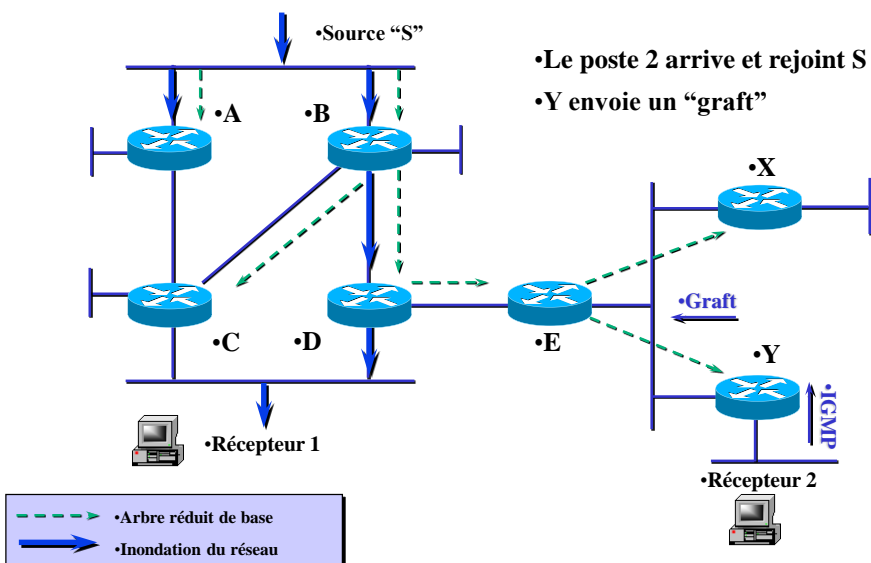 •Source “S”
•Le poste 2 arrive et rejoint S
•Y envoie un “graft”
•A
•B
•X
•Graft
•C
•D
•E
•Y
•IGMP
•Récepteur 1
•Récepteur 2
•Arbre réduit de base
•Inondation du réseau